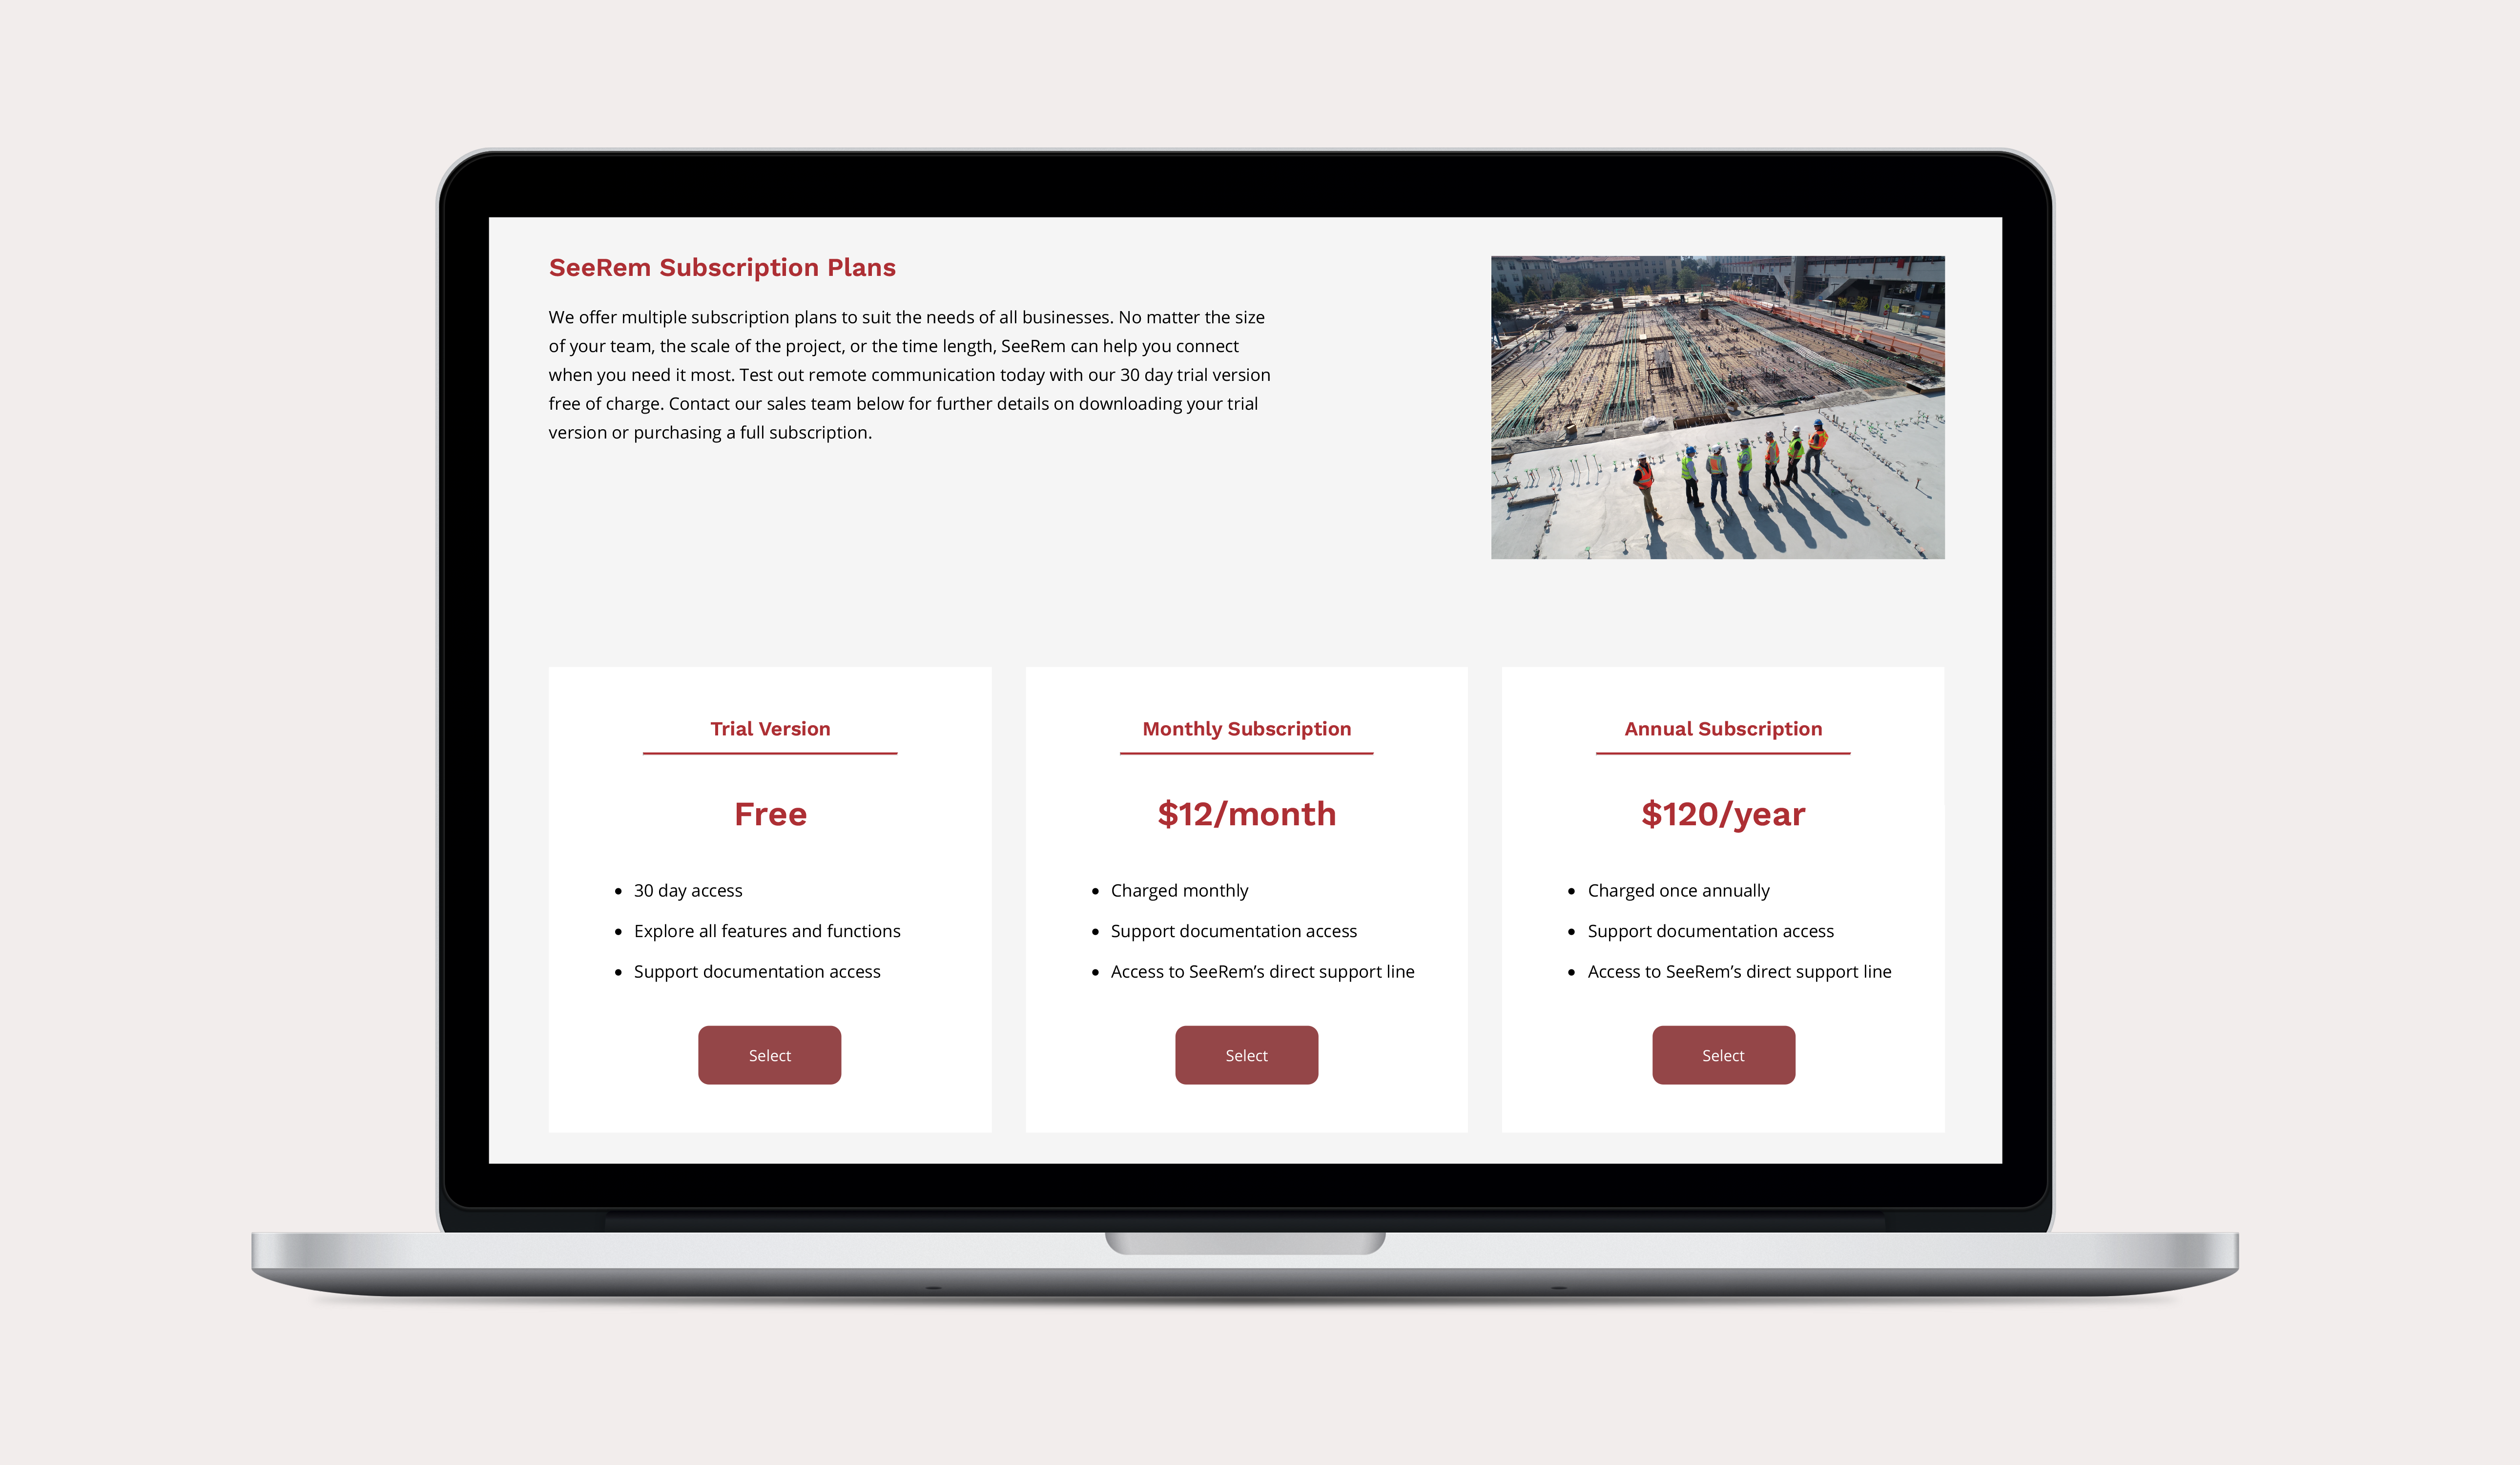 SeeRem Subscription Plans
We offer multiple subscription plans to suit the needs of all businesses. No matter the size
of your team, the scale of the project, or the time length, SeeRem can help you connect
when you need it most. Test out remote communication today with our 30 day trial version
free of charge. Contact our sales team below for further details on downloading your trial
version or purchasing a full subscription.
Trial Version
Free
• 30 day access
• Explore all features and functions
• Support documentation access
Select
Monthly Subscription
$12/month
• Charged monthly
• Support documentation access
• Access to SeeRem’s direct support line
Select
Annual Subscription
$120/year
• Charged once annually
• Support documentation access
• Access to SeeRem’s direct support line
Select